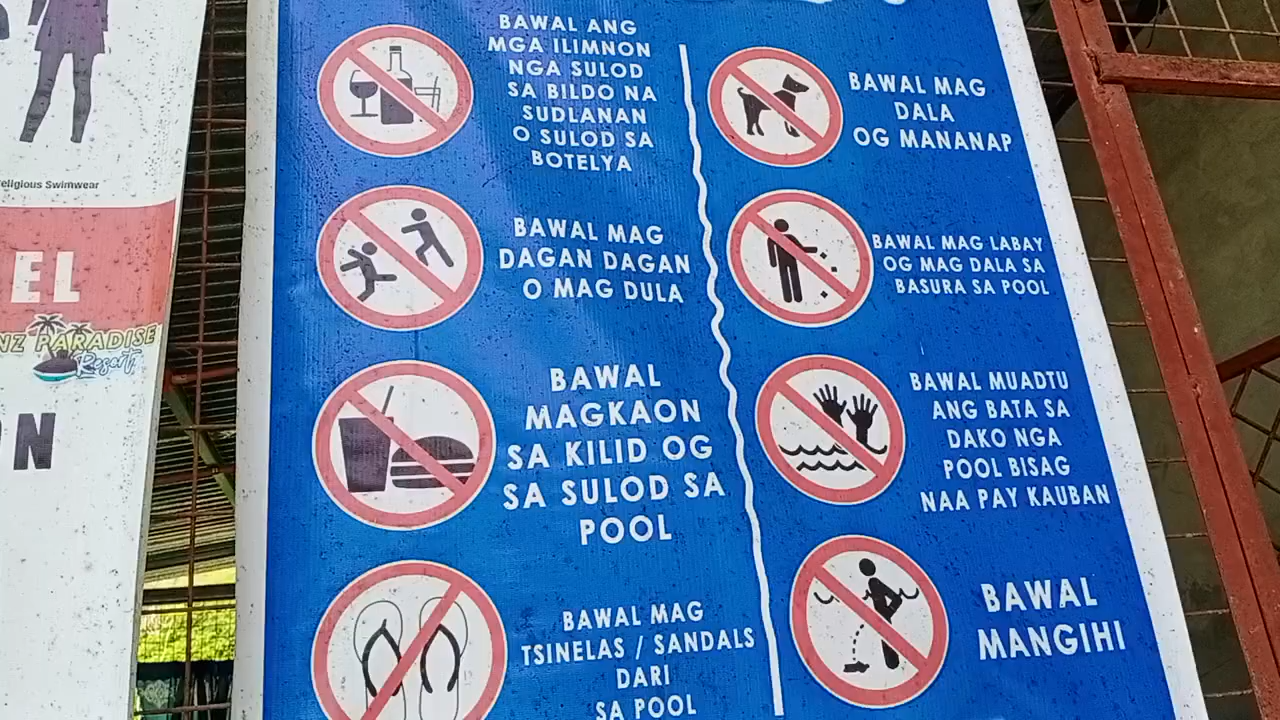 eligious Swimwear
EL
NZ PARADISE
Resort
ON
BAWAL ANG
MGA ILIMNON
NGA SULOD
SA BILDO NA
SUDLANAN
O SULOD SA
BOTELYA
BAWAL MAG
DAGAN DAGAN
O MAG DULA
BAWAL
MAGKAON
SA KILID OG
SA SULOD SA
POOL
BAWAL MAG
TSINELAS / SANDALS
DARI
SA POOL
BAWAL MAG
DALA
OG MANANAP
BAWAL MAG LABAY
OG MAG DALA SA
BASURA SA POOL
BAWAL MUADTU
ANG BATA SA
DAKO NGA
POOL BISAG
NAA PAY KAUBAN
BAWAL
MANGIHI